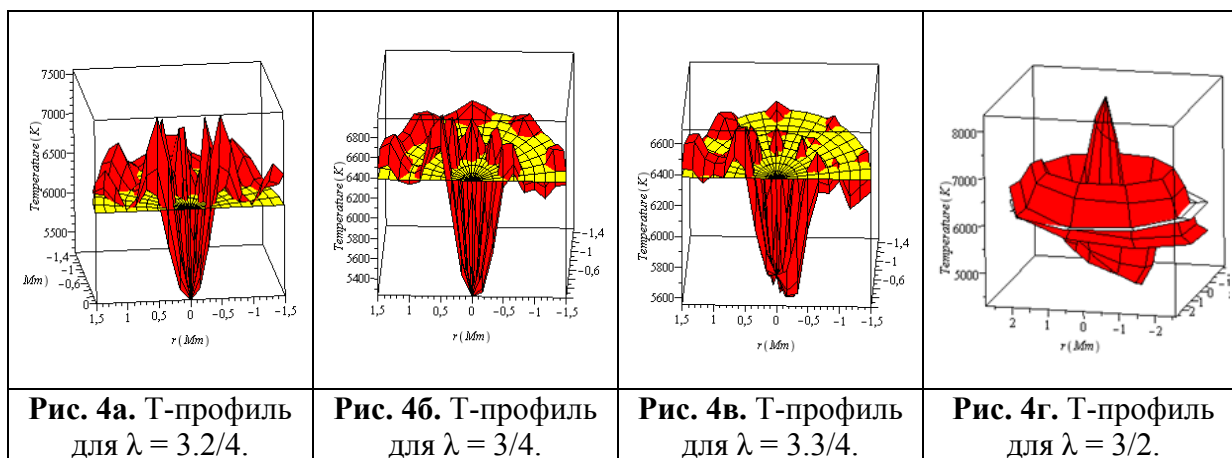 7500
7000
6500
6000
5500
Temperature (K)
-1,4
-1
-0,6
Mm)
0
1,5 1 0,5 0 -0,5 -1 -1,5
r (Mm)
6800
6600
6400
6200
6000
5800
5600
5400
Temperature (K)
-1,4
-1
-0,6
1,5 1 0,5 0 -0,5 -1 -1,5
r (Mm)
6800
6600
6400
6200
6000
5800
5600
Temperature (K)
-1,4
-1
-0,6
1,5 1 0,5 0 -0,5 -1 -1,5
r (Mm)
8000
7000
6000
5000
Temperature (K)
2 1 0 -1 -2
-2 -1 0
r (Mm)
Рис. 4а. Т-профиль
для λ = 3.2/4.
Рис. 4б. Т-профиль
для λ = 3/4.
Рис. 4в. Т-профиль
для λ = 3.3/4.
Рис. 4г. Т-профиль
для λ = 3/2.